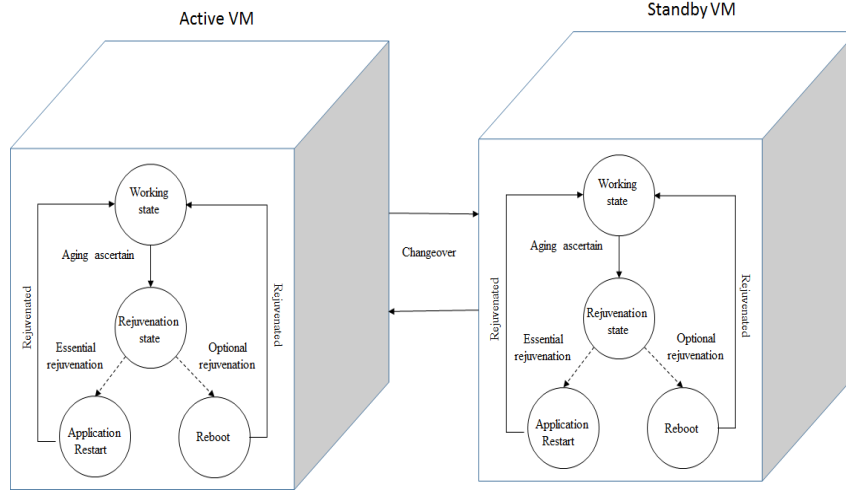 Active VM
Working
state
Aging ascertain
Rejuvenated
Rejuvenated
Rejuvenation
state
Essential
rejuvenation
Optional
rejuvenation
Application
Restart
Reboot
Changeover
Standby VM
Working
state
Aging ascertain
Rejuvenated
Rejuvenated
Rejuvenation
state
Essential
rejuvenation
Optional
rejuvenation
Application
Restart
Reboot